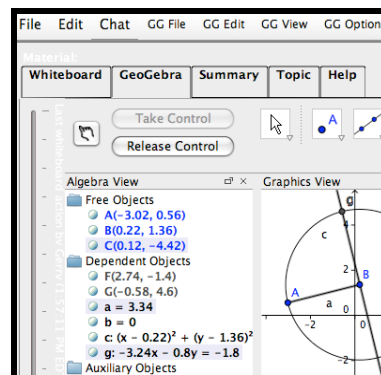 File Edit Chat GG File GG Edit GG View GG Option
Material:
Whiteboard GeoGebra Summary Topic Help
Take Control
Release Control
A
Algebra View Graphics View
Free Objects
A(-3.02, 0.56)
B(0.22, 1.36)
C(0.12, -4.42)
Dependent Objects
F(2.74, -1.4)
G(-0.58, 4.6)
a = 3.34
b = 0
c: (x - 0.22)² + (y - 1.36)²
g: -3.24x - 0.8y = -1.8
Auxiliary Objects
g
4
c
2
B
A
a
-2 0
-2